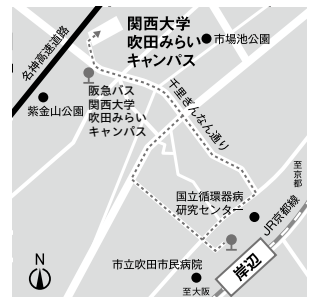 関西大学
吹田みらい
キャンパス
市場池公園
名神高速道路
阪急バス
関西大学
吹田みらい
キャンパス
紫金山公園
千里ぎんなん通り
至京都
国立循環器病
研究センター
JR京都線
岸辺
市立吹田市民病院
至大阪
N